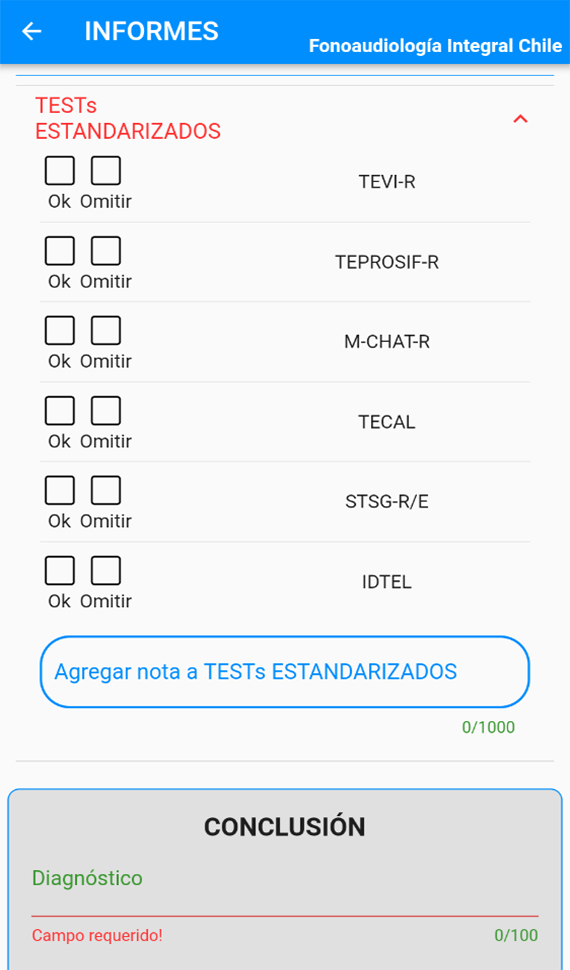 INFORMES
Fonoaudiología Integral Chile
TESTs
ESTANDARIZADOS
Ok Omitir
TEVI-R
Ok Omitir
TEPROSIF-R
Ok Omitir
M-CHAT-R
Ok Omitir
TECAL
Ok Omitir
STSG-R/E
Ok Omitir
IDTEL
Agregar nota a TESTs ESTANDARIZADOS
0/1000
CONCLUSIÓN
Diagnóstico
Campo requerido! 0/100